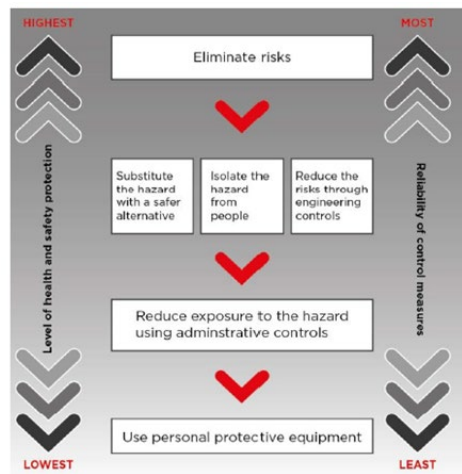 HIGHEST
MOST
Eliminate risks
Substitute
the hazard
with a safer
alternative
Isolate the
hazard
from
people
Reduce the
risks through
engineering
controls
Level of health and safety protection
Reliability of control measures
Reduce exposure to the hazard
using adminstrative controls
Use personal protective equipment
LOWEST
LEAST